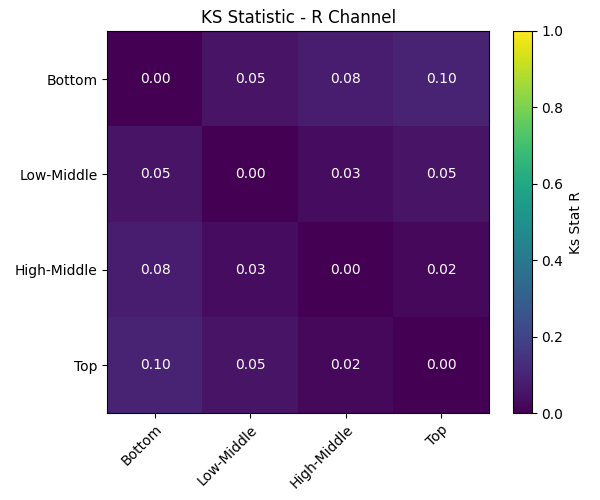 KS Statistic - R Channel
Bottom 0.00 0.05 0.08 0.10
Low-Middle 0.05 0.00 0.03 0.05
High-Middle 0.08 0.03 0.00 0.02
Top 0.10 0.05 0.02 0.00
Bottom Low-Middle High-Middle Top
1.0
0.8
0.6
0.4
0.2
0.0
Ks Stat R